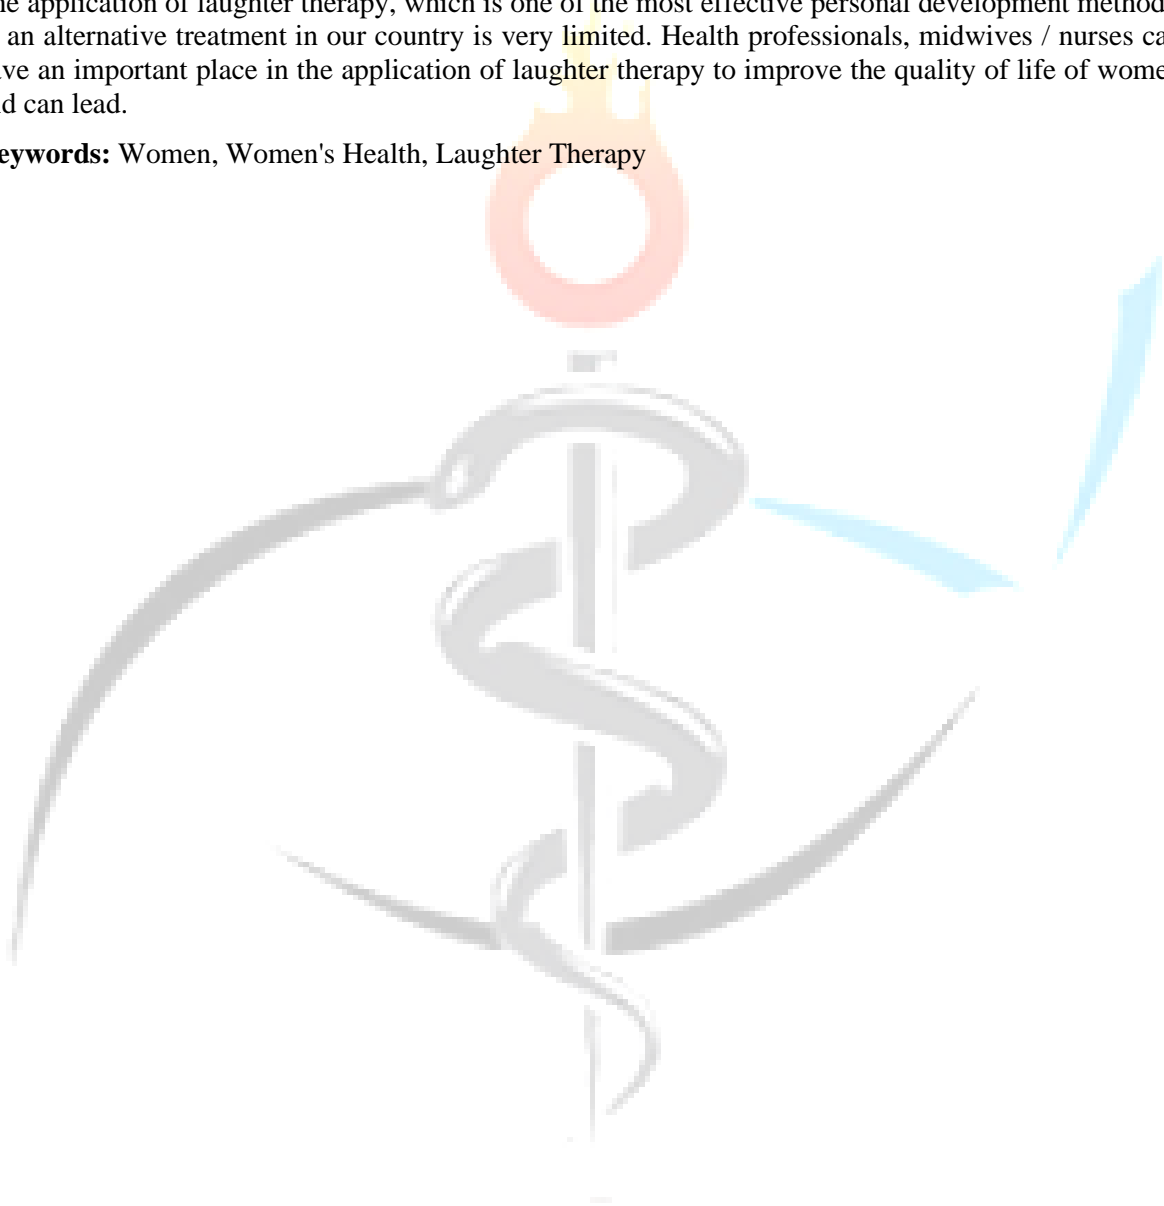 he application of laughter therapy, which is one of the most effective personal development method
an alternative treatment in our country is very limited. Health professionals, midwives / nurses ca
ve an important place in the application of laughter therapy to improve the quality of life of wome
d can lead.
eywords: Women, Women's Health, Laughter Therapy